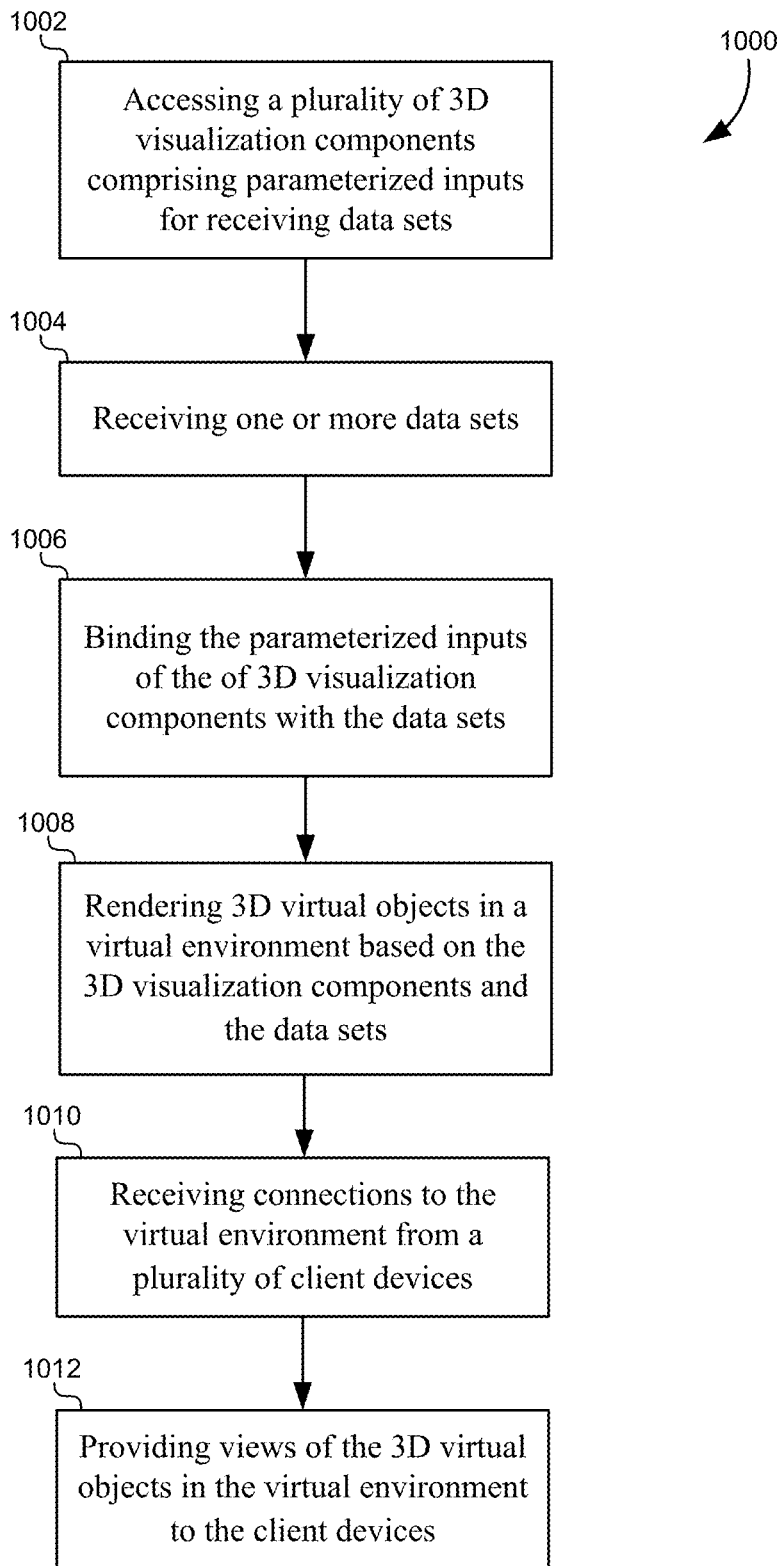 1002
1000
Accessing a plurality of 3D
visualization components
comprising parameterized inputs
for receiving data sets
1004
Receiving one or more data sets
1006
Binding the parameterized inputs
of the of 3D visualization
components with the data sets
1008
Rendering 3D virtual objects in a
virtual environment based on the
3D visualization components and
the data sets
1010
Receiving connections to the
virtual environment from a
plurality of client devices
1012
Providing views of the 3D virtual
objects in the virtual environment
to the client devices